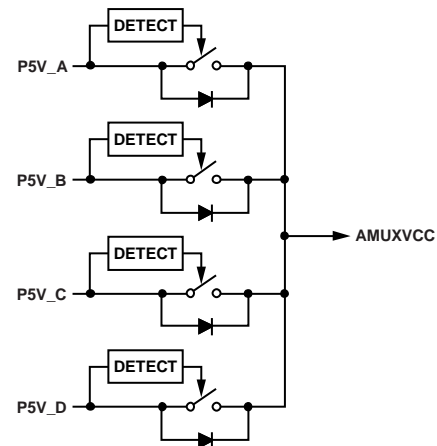 DETECT
P5V_A
DETECT
P5V_B
AMUXVCC
DETECT
P5V_C
DETECT
P5V_D